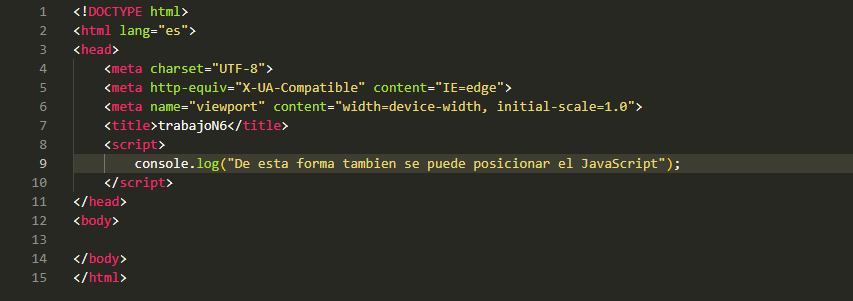 1 <!DOCTYPE html>
2 <html lang="es">
3 <head>
4     <meta charset="UTF-8">
5     <meta http-equiv="X-UA-Compatible" content="IE=edge">
6     <meta name="viewport" content="width=device-width, initial-scale=1.0">
7     <title>trabajoN6</title>
8     <script>
9         console.log("De esta forma tambien se puede posicionar el JavaScript");
10     </script>
11 </head>
12 <body>
13
14 </body>
15 </html>